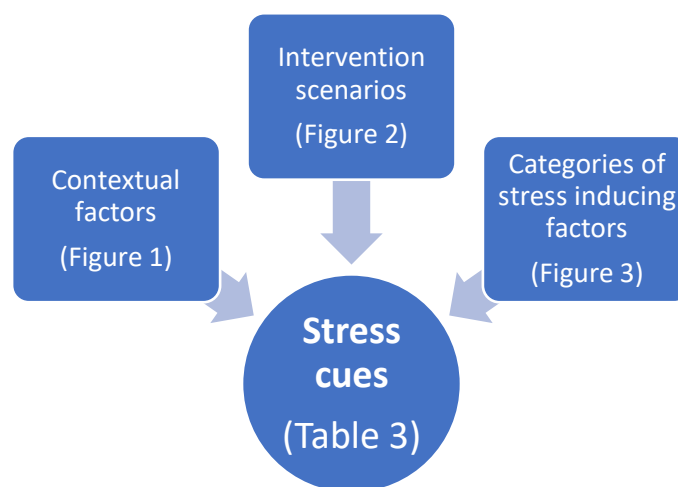 Intervention
scenarios
(Figure 2)
Contextual
factors
(Figure 1)
Categories of
stress inducing
factors
(Figure 3)
Stress
cues
(Table 3)